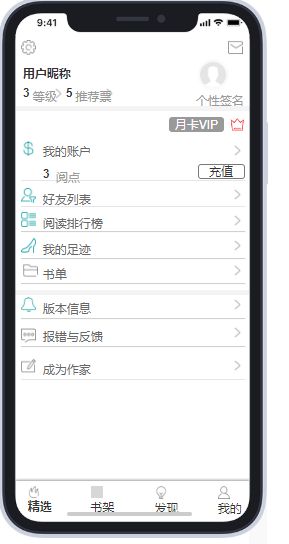 9:41
用户昵称
3 等级 5 推荐票
个性签名
月卡VIP
我的账户
3 阅点
充值
好友列表
阅读排行榜
我的足迹
书单
版本信息
报错与反馈
成为作家
精选 书架 发现 我的